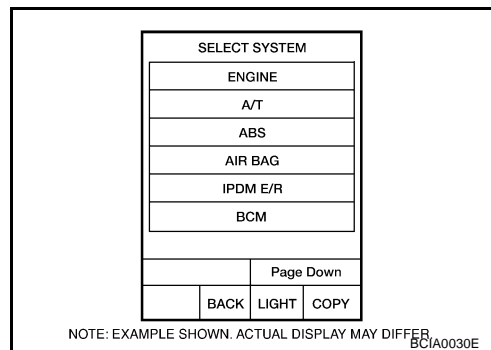 SELECT SYSTEM
ENGINE
A/T
ABS
AIR BAG
IPDM E/R
BCM
Page Down
BACK LIGHT COPY
NOTE: EXAMPLE SHOWN. ACTUAL DISPLAY MAY DIFFER.
BCIA0030E